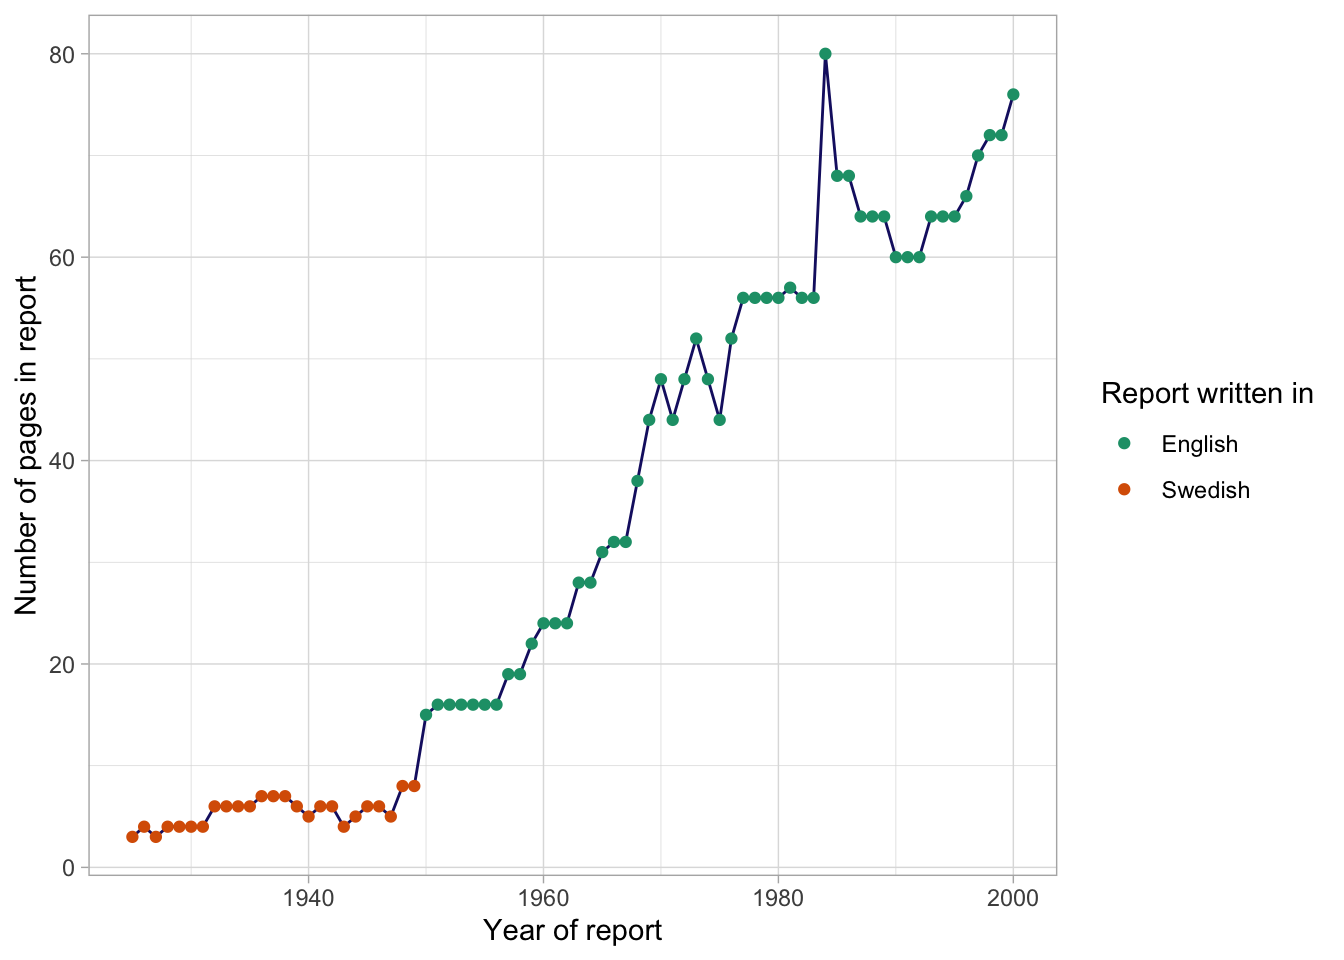 80
60
40
20
0
1940 1960 1980 2000
Year of report
Number of pages in report
Report written in
English
Swedish